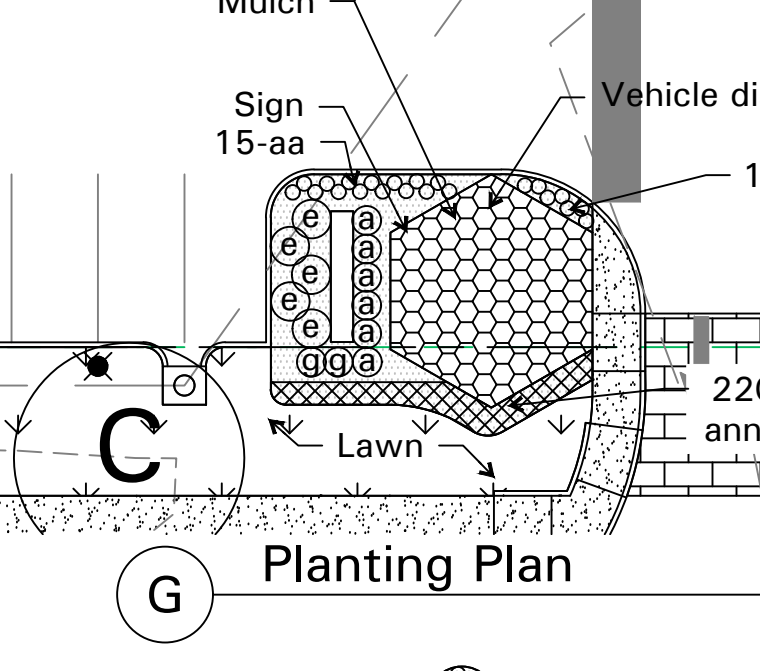 Mulch
Vehicle di
Sign
15-aa
1
e a
e a
e a
e a
e a
g g a
220
ann
C
Lawn
Planting Plan
G